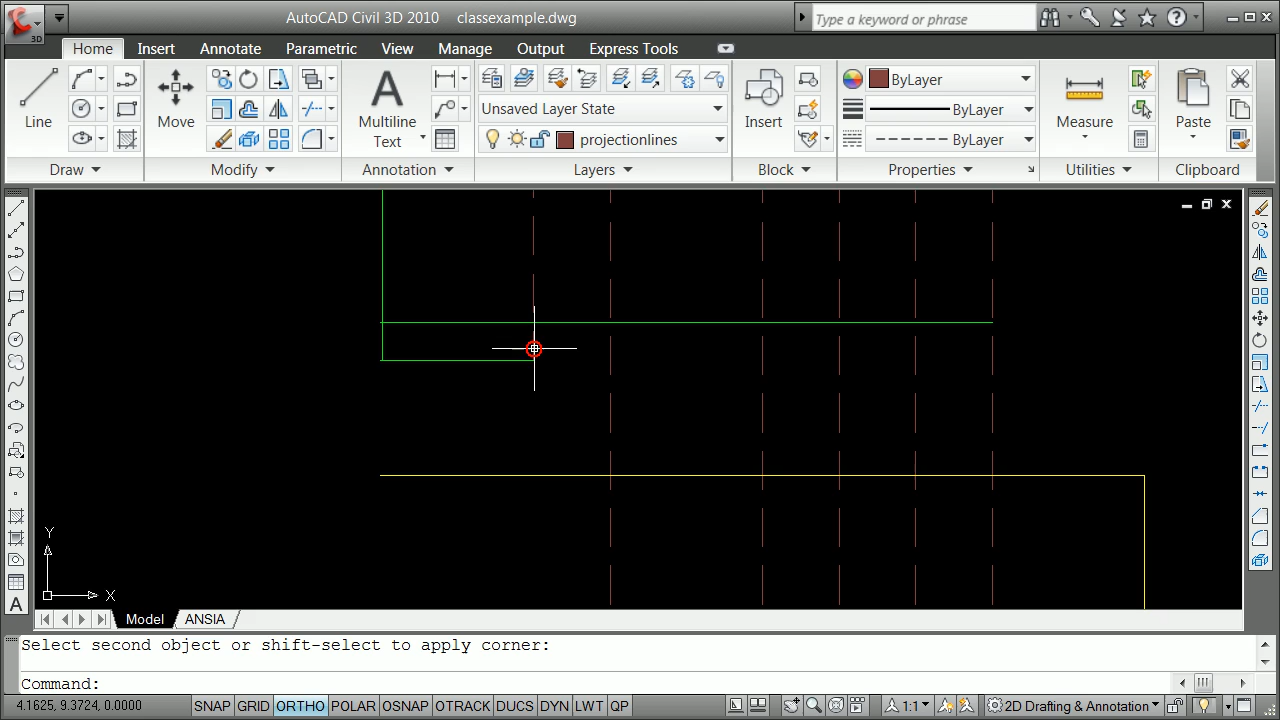 AutoCAD Civil 3D 2010 classexample.dwg
Type a keyword or phrase
3D
Home Insert Annotate Parametric View Manage Output Express Tools
Line
Move
Multiline
Text
Unsaved Layer State
projectionlines
Insert
ByLayer
ByLayer
ByLayer
Measure
Paste
Draw Modify Annotation Layers Block Properties Utilities Clipboard
Y
X
A
Model ANSIA
Select second object or shift-select to apply corner:
Command:
4.1625, 9.3724, 0.0000 SNAP GRID ORTHO POLAR OSNAP OTRACK DUCS DYN LWT QP 1:1 2D Drafting & Annotation